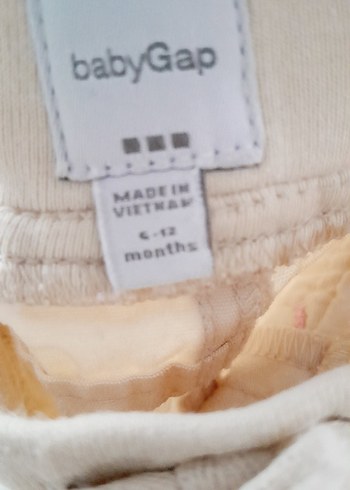 babyGap
MADE IN
VIETNAM
6-12
months